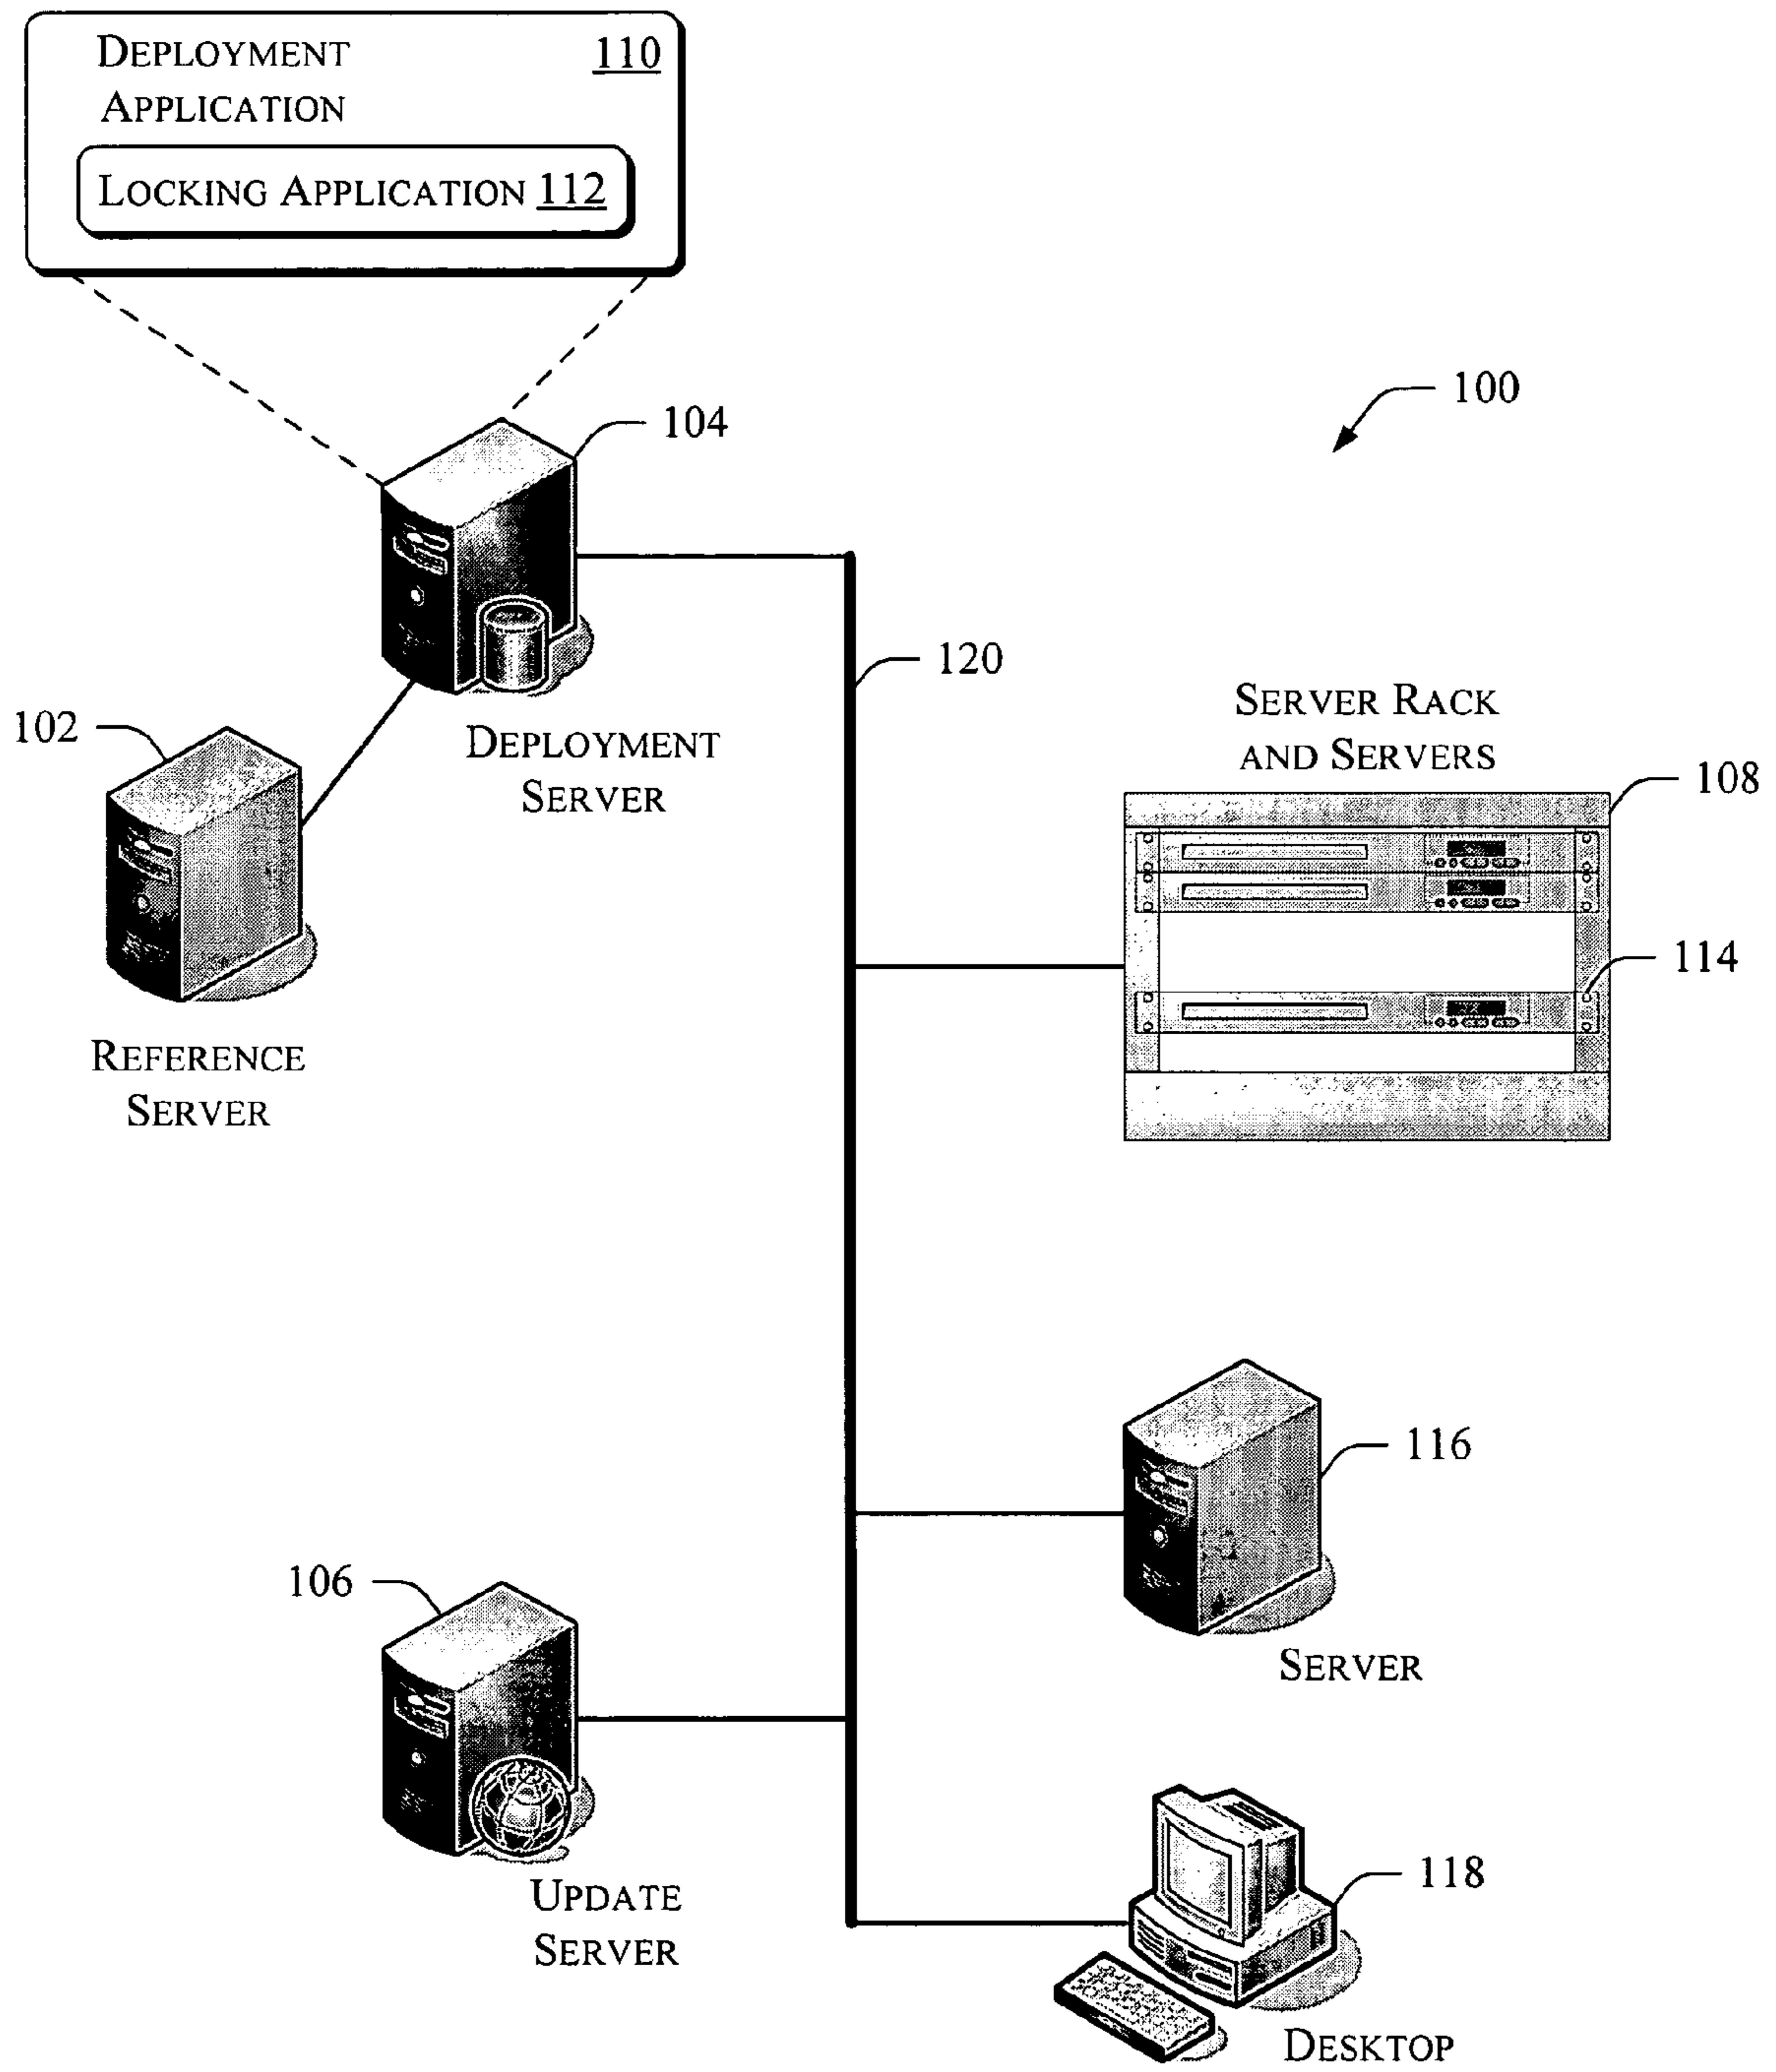 DEPLOYMENT 110
APPLICATION
LOCKING APPLICATION 112
100
104
120
SERVER RACK
AND SERVERS
102
DEPLOYMENT
SERVER
108
114
REFERENCE
SERVER
116
106
SERVER
118
UPDATE
SERVER
DESKTOP